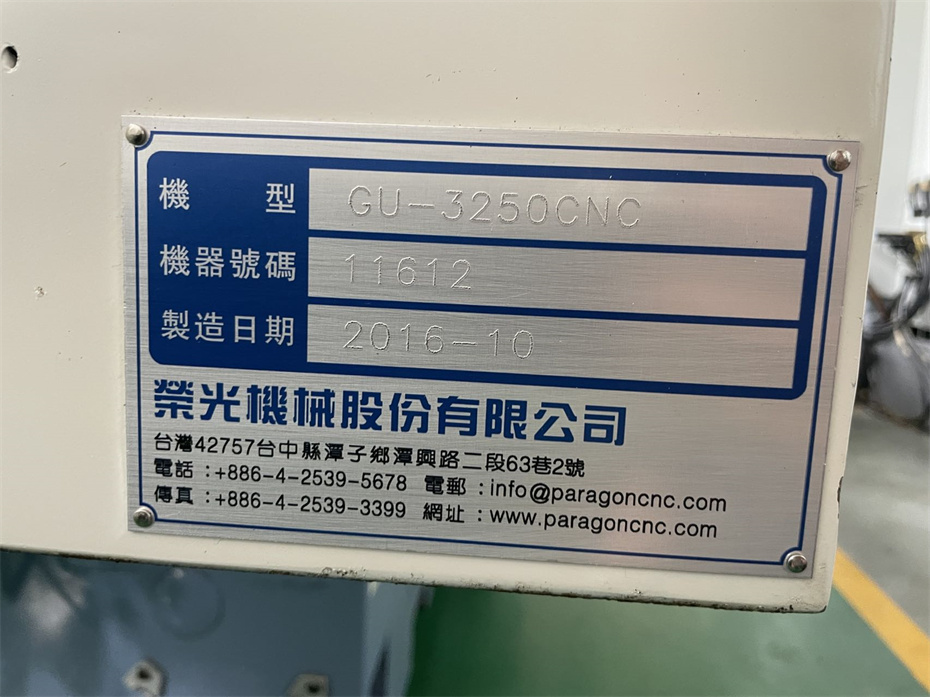 機型 GU-3250CNC
機器號碼 11612
製造日期 2016-10
榮光機械股份有限公司
台灣42757台中縣潭子鄉潭興路二段63巷2號
電話：+886-4-2539-5678 電郵：info@paragoncnc.com
傳真：+886-4-2539-3399 網址：www.paragoncnc.com